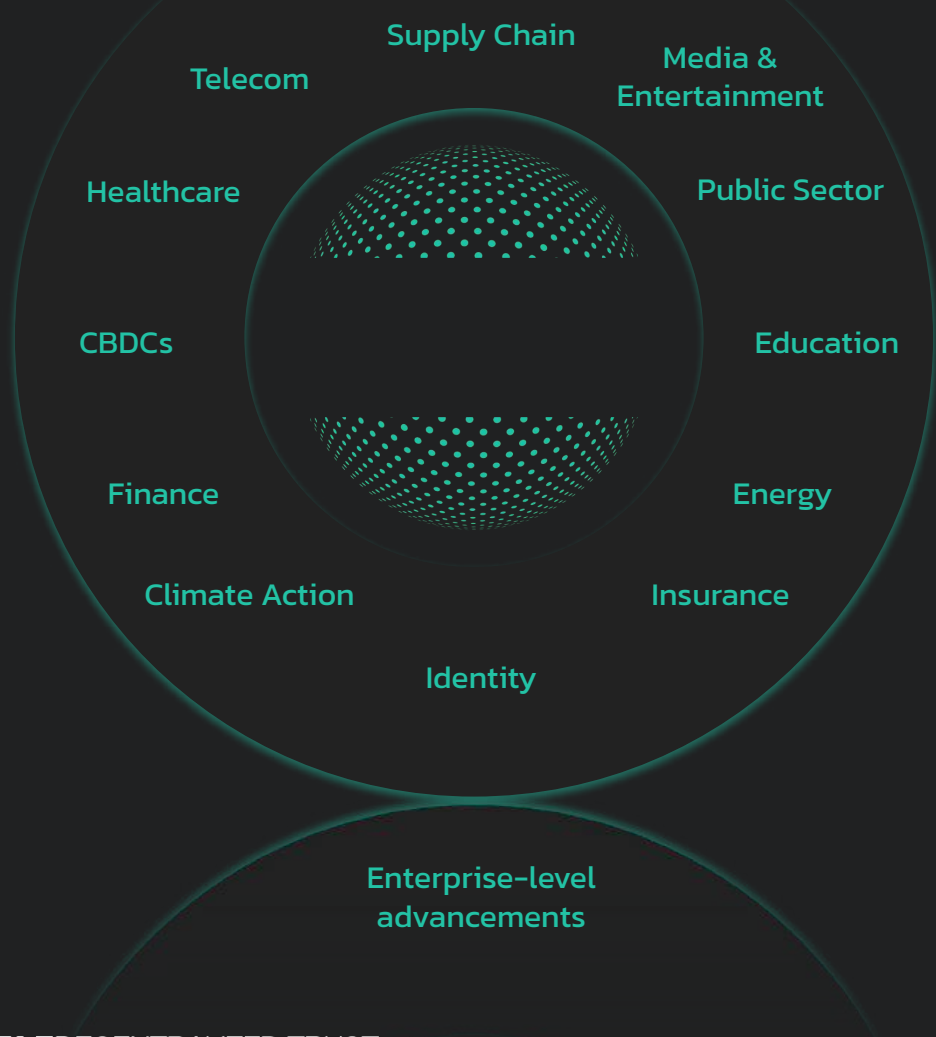 Supply Chain
Media &
Entertainment
Telecom
Healthcare
Public Sector
CBDCs
Education
Finance
Energy
Climate Action
Insurance
Identity
Enterprise-level
advancements